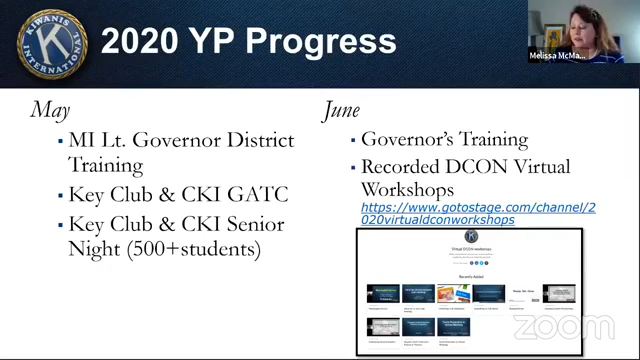 KIWANIS
INTERNATIONAL
2020 YP Progress
Melissa McMa...
May
MI Lt. Governor District
Training
Key Club & CKI GATC
Key Club & CKI Senior
Night (500+students)
June
Governor's Training
Recorded DCON Virtual
Workshops
https://www.gotostage.com/channel/2
020virtualdconworkshops
Virtual DCON workshops
Recently Added
zoom